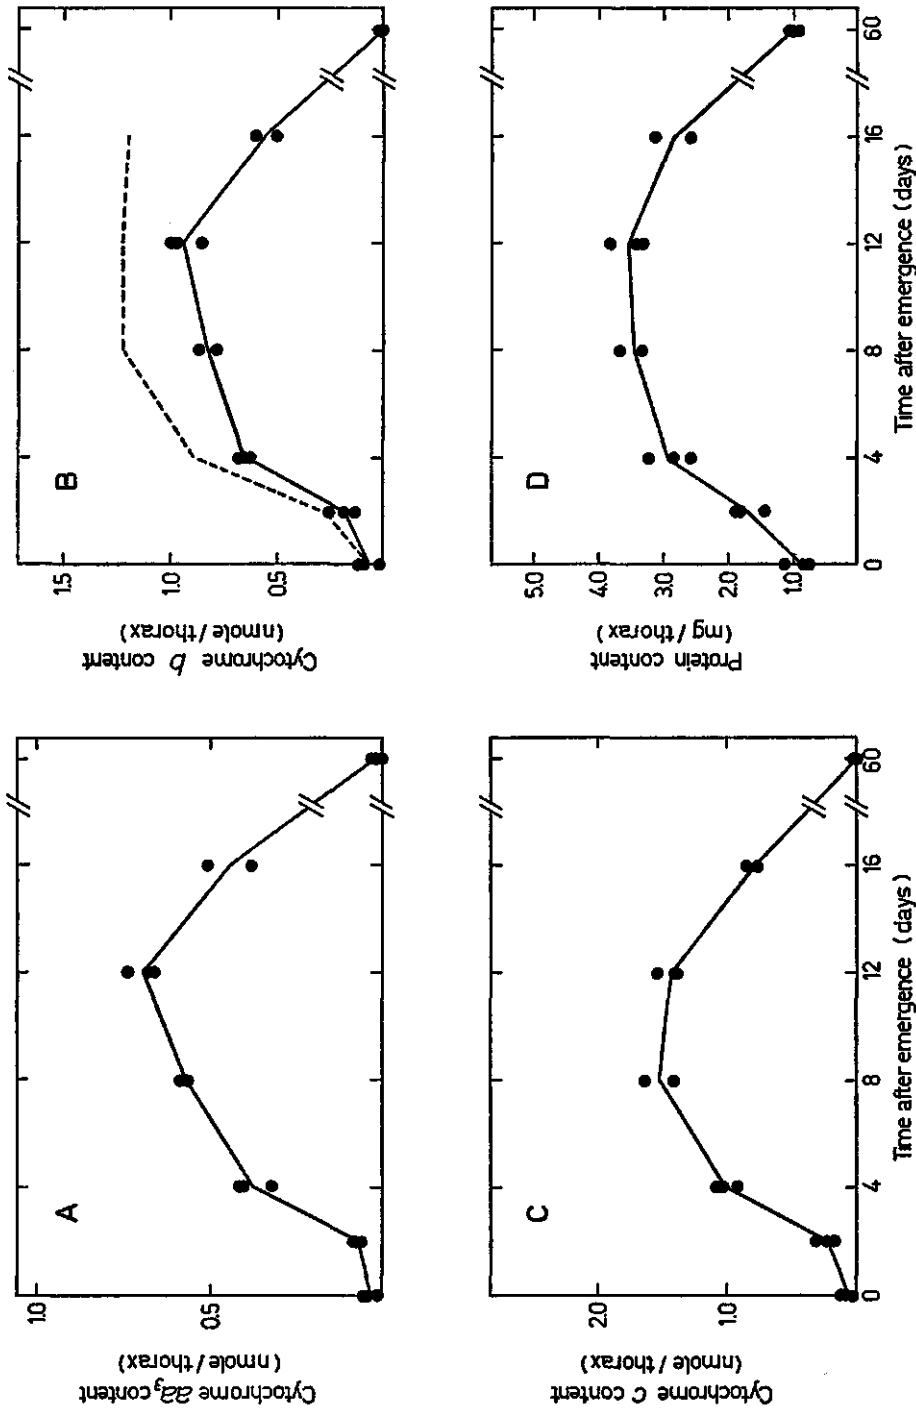 A
Cytochrome aa₃ content
(nmole/thorax)
1.0
0.5
B
Cytochrome b content
(nmole/thorax)
1.5
1.0
0.5
C
Cytochrome c content
(nmole/thorax)
2.0
1.0
0 4 8 12 16 60
Time after emergence (days)
D
Protein content
(mg/thorax)
5.0
4.0
3.0
2.0
1.0
0 4 8 12 16 60
Time after emergence (days)